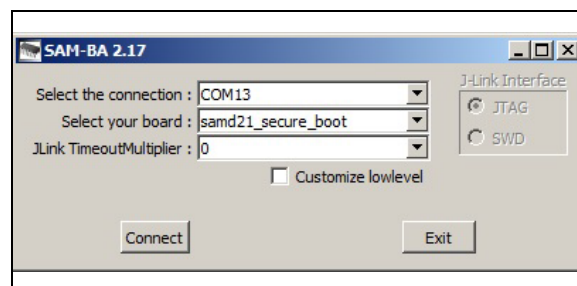 SAM-BA 2.17
Select the connection : COM13
Select your board : samd21_secure_boot
JLink TimeoutMultiplier : 0
Customize lowlevel
J-Link Interface
JTAG
SWD
Connect
Exit